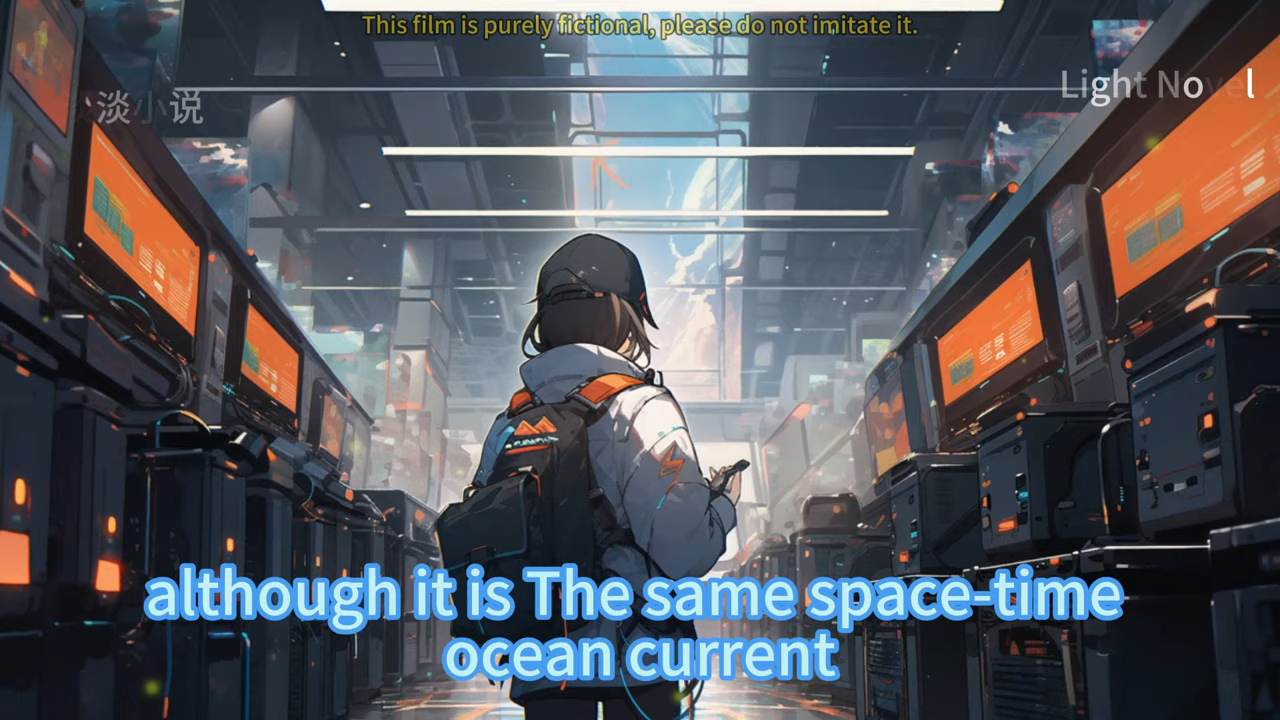 This film is purely fictional, please do not imitate it.
Light Novel
淡小说
although it is The same space-time
ocean current